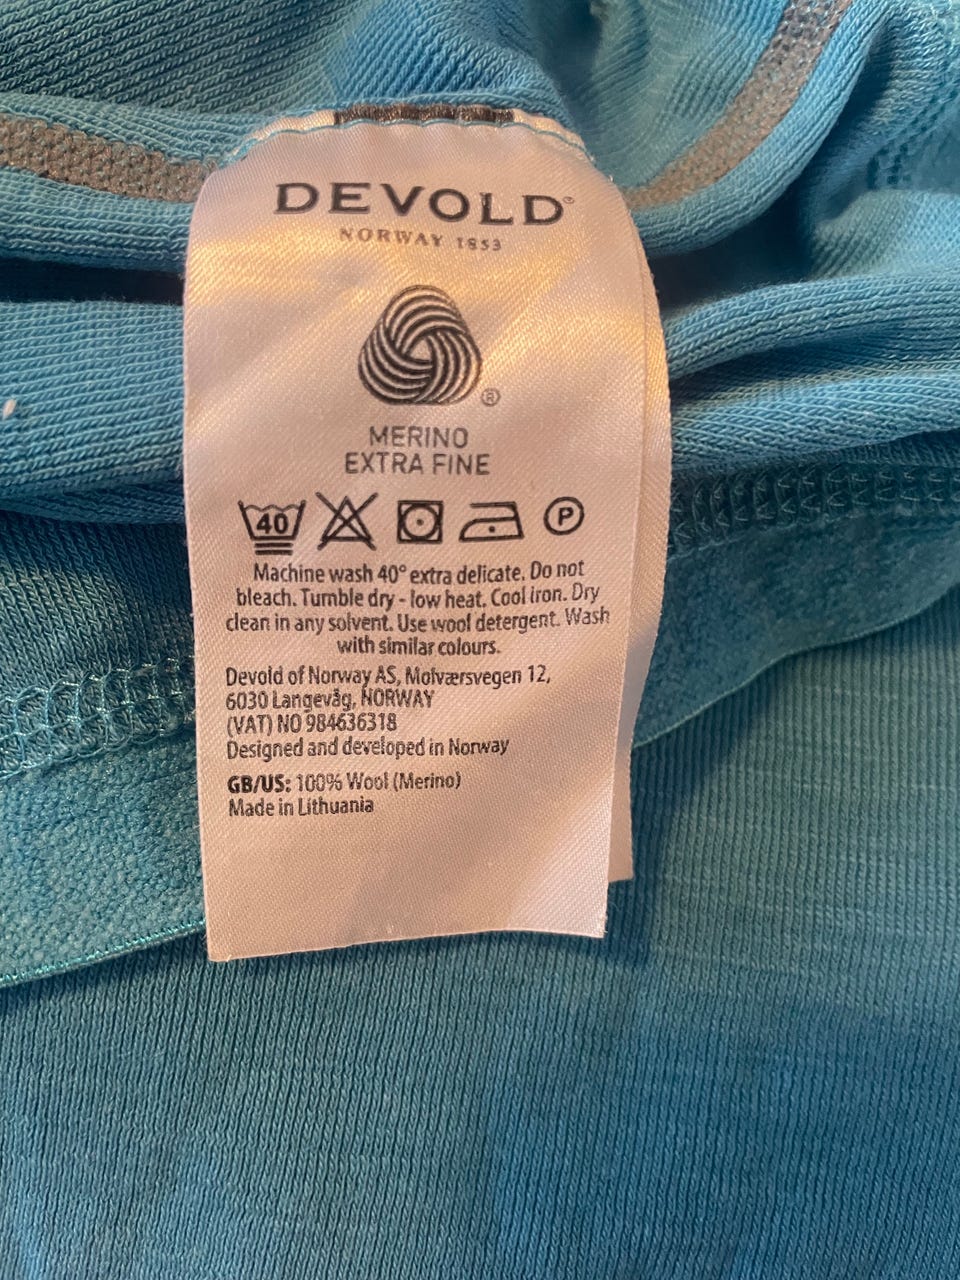 DEVOLD®
NORWAY 1853
®
MERINO
EXTRA FINE
40 P
Machine wash 40° extra delicate. Do not
bleach. Tumble dry - low heat. Cool iron. Dry
clean in any solvent. Use wool detergent. Wash
with similar colours.
Devold of Norway AS, Molværsvegen 12,
6030 Langevåg, NORWAY
(VAT) NO 984636318
Designed and developed in Norway
GB/US: 100% Wool (Merino)
Made in Lithuania